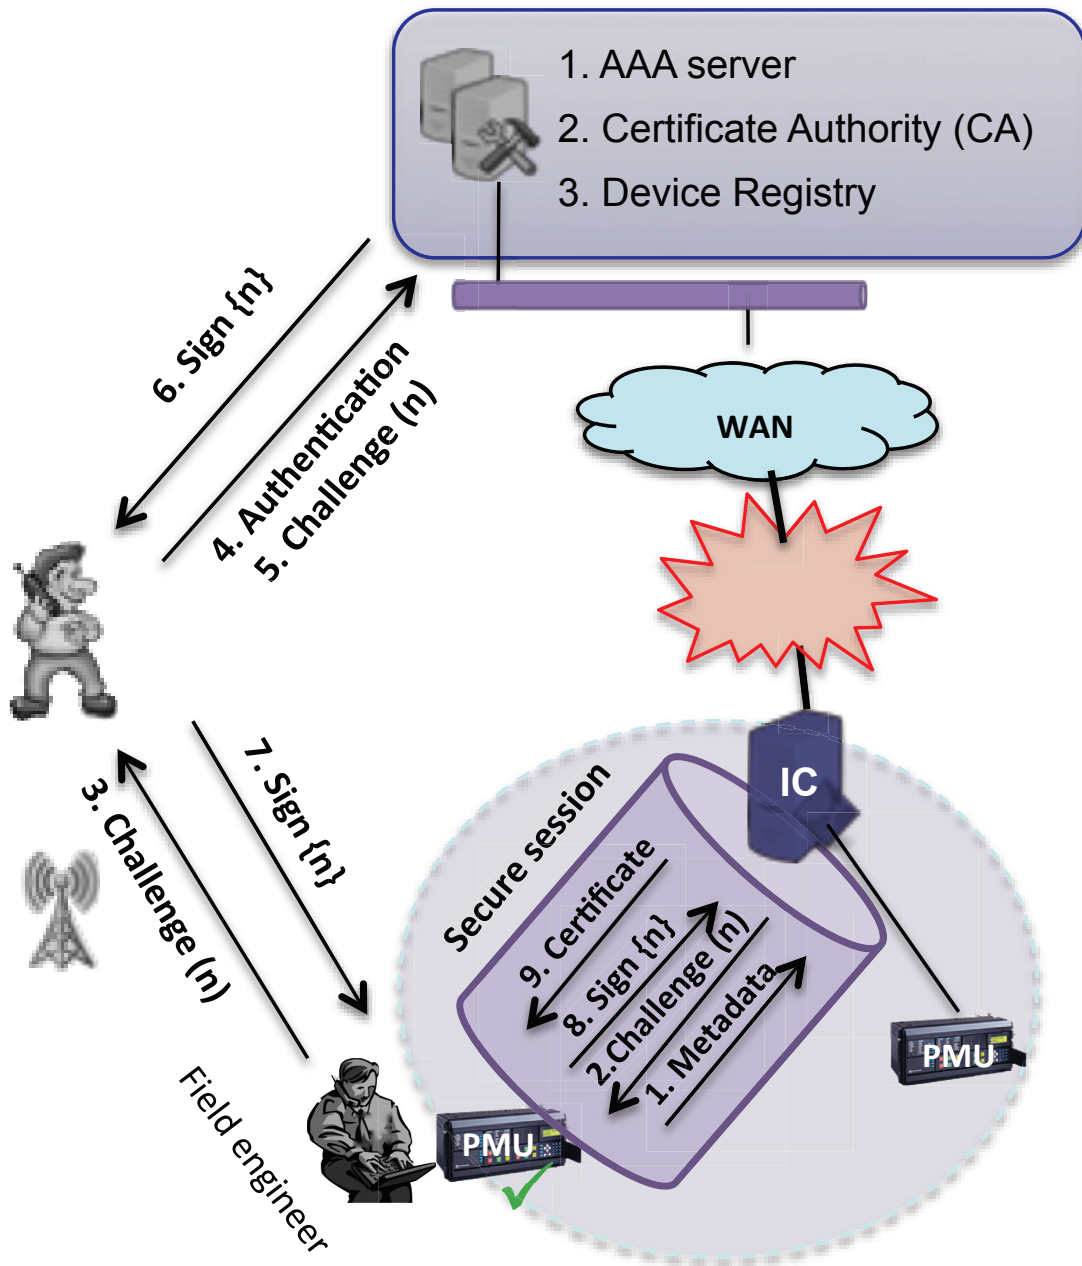 1. AAA server
2. Certificate Authority (CA)
3. Device Registry
6. Sign {n}
4. Authentication
5. Challenge (n)
WAN
IC
7. Sign {n}
3. Challenge (n)
Secure session
9. Certificate
8. Sign {n}
2.Challenge (n)
1. Metadata
PMU
PMU
Field engineer